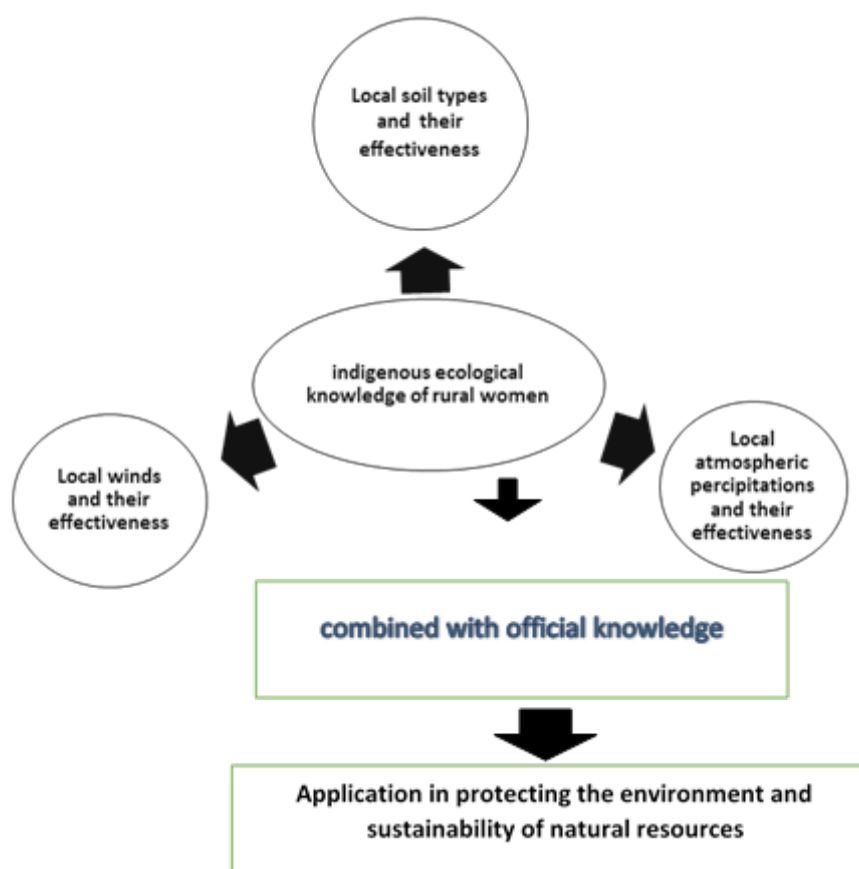 Local soil types
and their
effectiveness
indigenous ecological
knowledge of rural women
Local winds
and their
effectiveness
Local
atmospheric
percipitations
and their
effectiveness
combined with official knowledge
Application in protecting the environment and
sustainability of natural resources